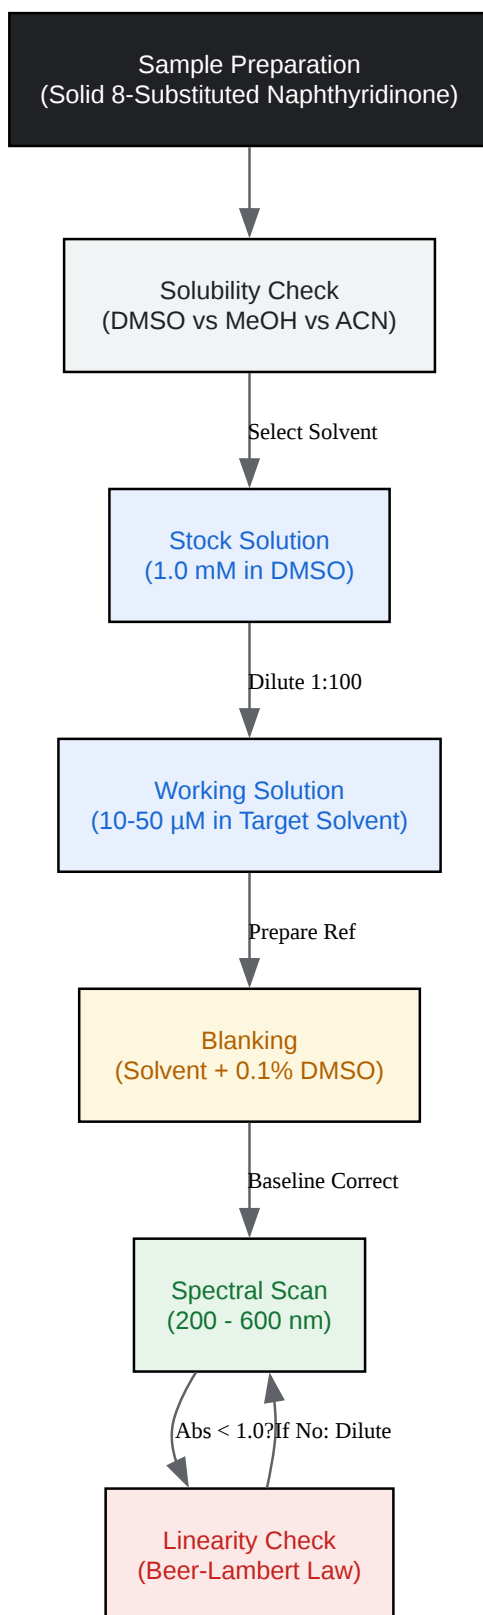 Sample Preparation
(Solid 8-Substituted Naphthyridinone)
Solubility Check
(DMSO vs MeOH vs ACN)
Select Solvent
Stock Solution
(1.0 mM in DMSO)
Dilute 1:100
Working Solution
(10-50 µM in Target Solvent)
Prepare Ref
Blanking
(Solvent + 0.1% DMSO)
Baseline Correct
Spectral Scan
(200 - 600 nm)
Abs < 1.0?
If No: Dilute
Linearity Check
(Beer-Lambert Law)